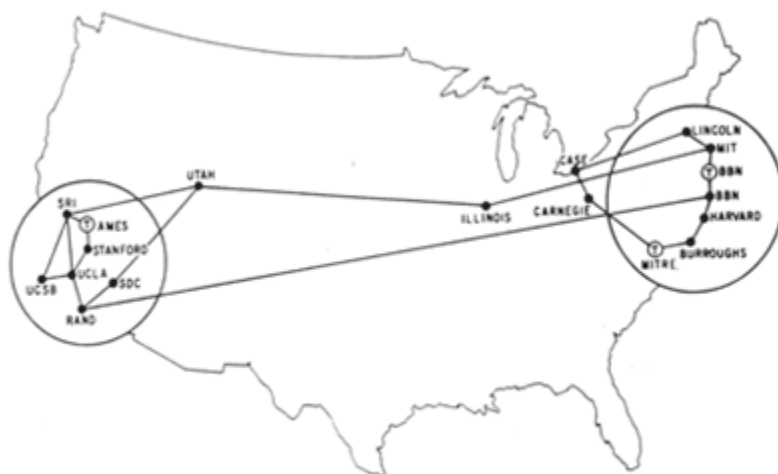 LINCOLN
MIT
CASE
T BBN
UTAH
BBN
SRI
ILLINOIS
CARNEGIE
T AMES
HARVARD
STANFORD
BURROUGHS
T
MITRE
UCLA
SDC
UCSB
RAND